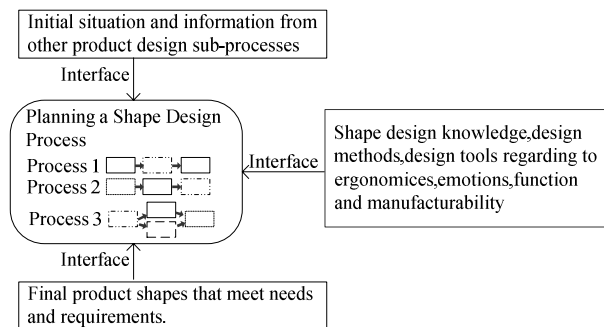 Initial situation and information from
other product design sub-processes
Interface
Planning a Shape Design
Process
Process 1
Process 2
Process 3
Interface
Shape design knowledge,design
methods,design tools regarding to
ergonomices,emotions,function
and manufacturability
Interface
Final product shapes that meet needs
and requirements.